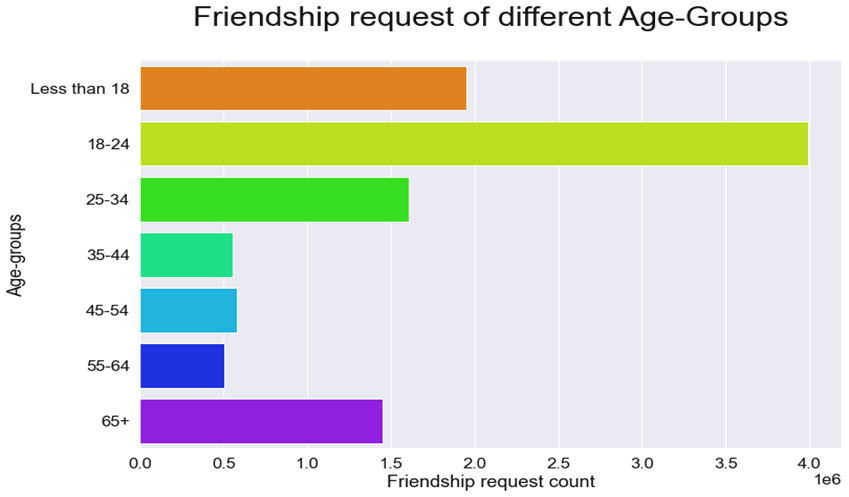 Friendship request of different Age-Groups
Less than 18
18-24
25-34
35-44
45-54
55-64
65+
Age-groups
0.0 0.5 1.0 1.5 2.0 2.5 3.0 3.5 4.0
1e6
Friendship request count